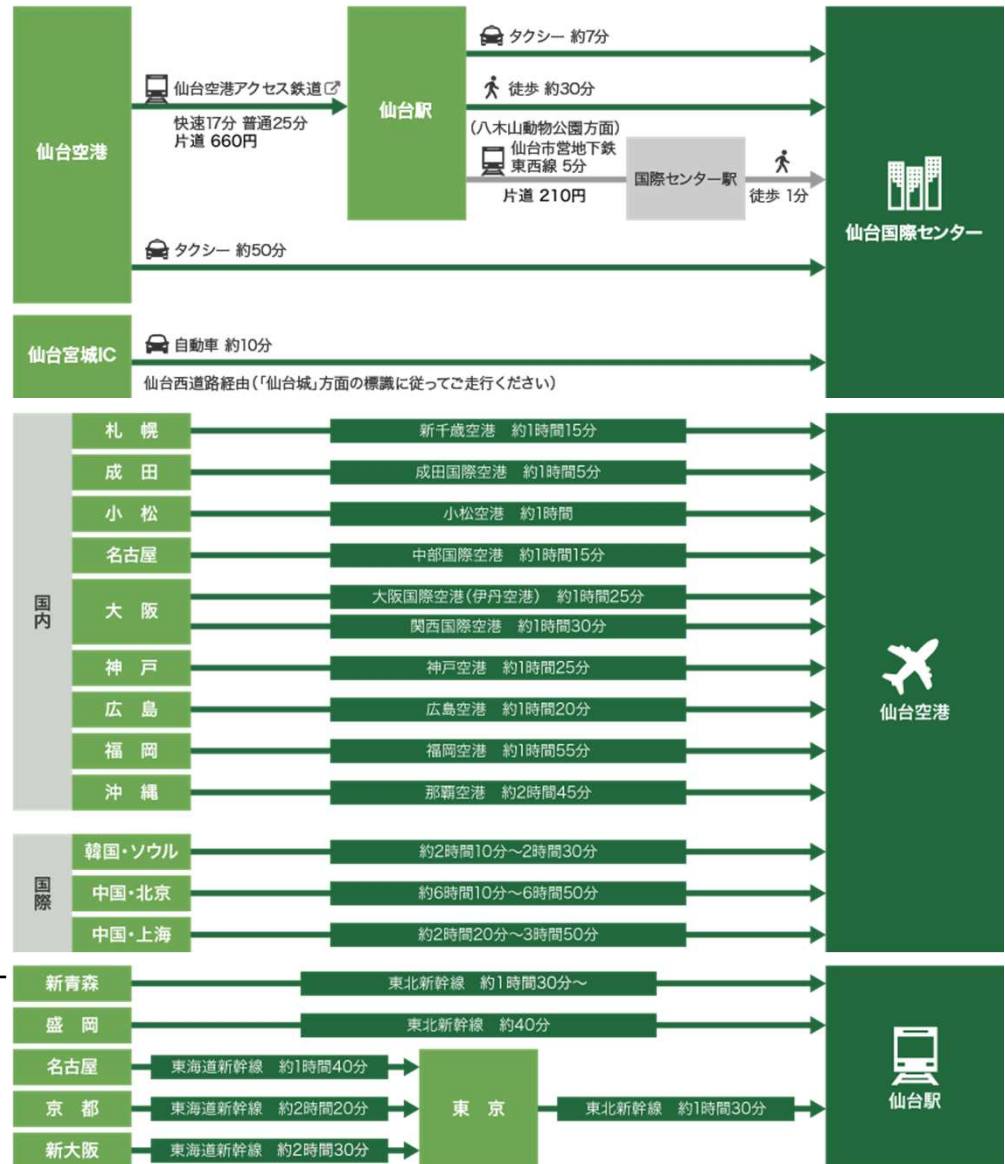 仙台空港
仙台空港アクセス鉄道
快速17分 普通25分
片道 660円
仙台駅
タクシー 約7分
徒歩 約30分
(八木山動物公園方面)
仙台市営地下鉄
東西線 5分
片道 210円
国際センター駅
徒歩 1分
タクシー 約50分
仙台国際センター
仙台宮城IC
自動車 約10分
仙台西道路経由(「仙台城」方面の標識に従ってご走行ください)
国内
札 幌
新千歳空港 約1時間15分
成 田
成田国際空港 約1時間5分
小 松
小松空港 約1時間
名古屋
中部国際空港 約1時間15分
大 阪
大阪国際空港(伊丹空港) 約1時間25分
関西国際空港 約1時間30分
神 戸
神戸空港 約1時間25分
広 島
広島空港 約1時間20分
福 岡
福岡空港 約1時間55分
沖 縄
那覇空港 約2時間45分
仙台空港
国際
韓国・ソウル
約2時間10分~2時間30分
中国・北京
約6時間10分~6時間50分
中国・上海
約2時間20分~3時間50分
新青森
東北新幹線 約1時間30分~
盛 岡
東北新幹線 約40分
名古屋
東海道新幹線 約1時間40分
京 都
東海道新幹線 約2時間20分
新大阪
東海道新幹線 約2時間30分
東 京
東北新幹線 約1時間30分
仙台駅